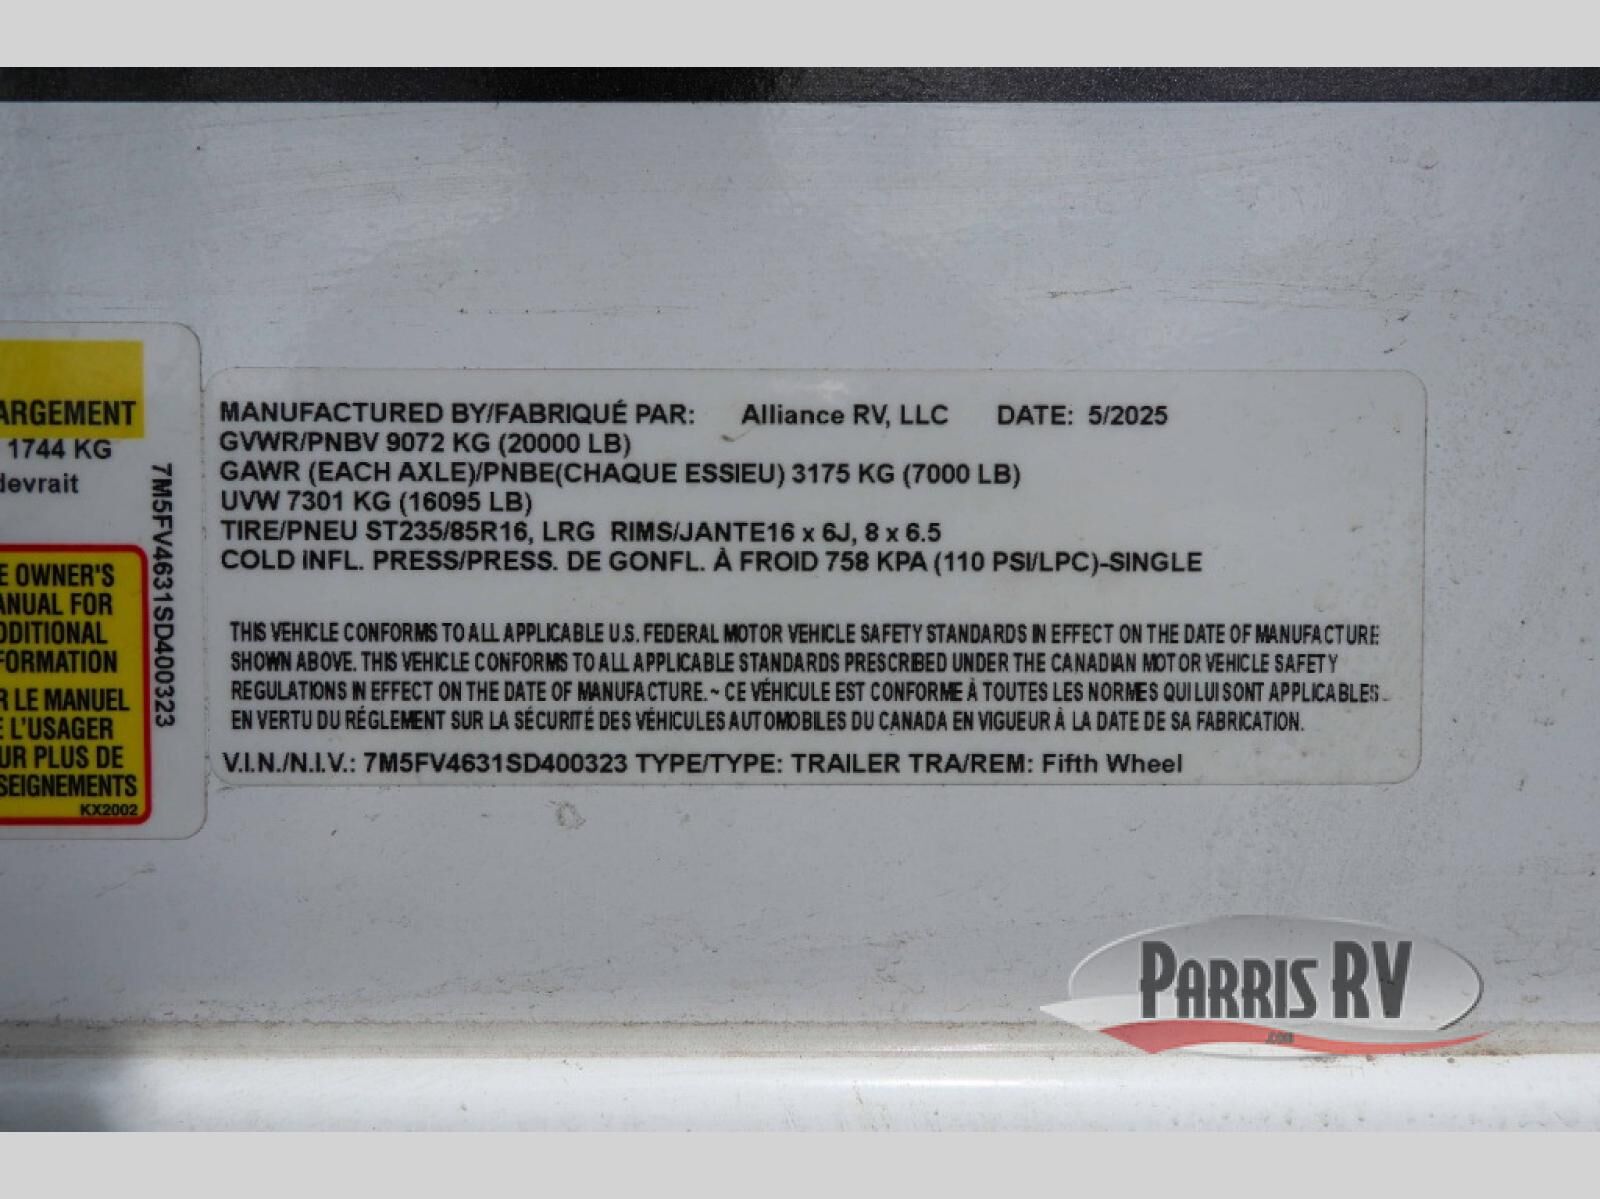 ARGEMENT
1744 KG
devrait
7M5FV4631SD400323
E OWNER'S
ANUAL FOR
DDITIONAL
FORMATION
R LE MANUEL
E L'USAGER
UR PLUS DE
SEIGNEMENTS
KX2002
MANUFACTURED BY/FABRIQUÉ PAR: Alliance RV, LLC DATE: 5/2025
GVWR/PNBV 9072 KG (20000 LB)
GAWR (EACH AXLE)/PNBE(CHAQUE ESSIEU) 3175 KG (7000 LB)
UVW 7301 KG (16095 LB)
TIRE/PNEU ST235/85R16, LRG RIMS/JANTE16 x 6J, 8 x 6.5
COLD INFL. PRESS/PRESS. DE GONFL. À FROID 758 KPA (110 PSI/LPC)-SINGLE
THIS VEHICLE CONFORMS TO ALL APPLICABLE U.S. FEDERAL MOTOR VEHICLE SAFETY STANDARDS IN EFFECT ON THE DATE OF MANUFACTURE
SHOWN ABOVE. THIS VEHICLE CONFORMS TO ALL APPLICABLE STANDARDS PRESCRIBED UNDER THE CANADIAN MOTOR VEHICLE SAFETY
REGULATIONS IN EFFECT ON THE DATE OF MANUFACTURE. ~ CE VÉHICULE EST CONFORME À TOUTES LES NORMES QUI LUI SONT APPLICABLES
EN VERTU DU RÉGLEMENT SUR LA SÉCURITÉ DES VÉHICULES AUTOMOBILES DU CANADA EN VIGUEUR À LA DATE DE SA FABRICATION.
V.I.N./N.I.V.: 7M5FV4631SD400323 TYPE/TYPE: TRAILER TRA/REM: Fifth Wheel
PARRIS RV
.com